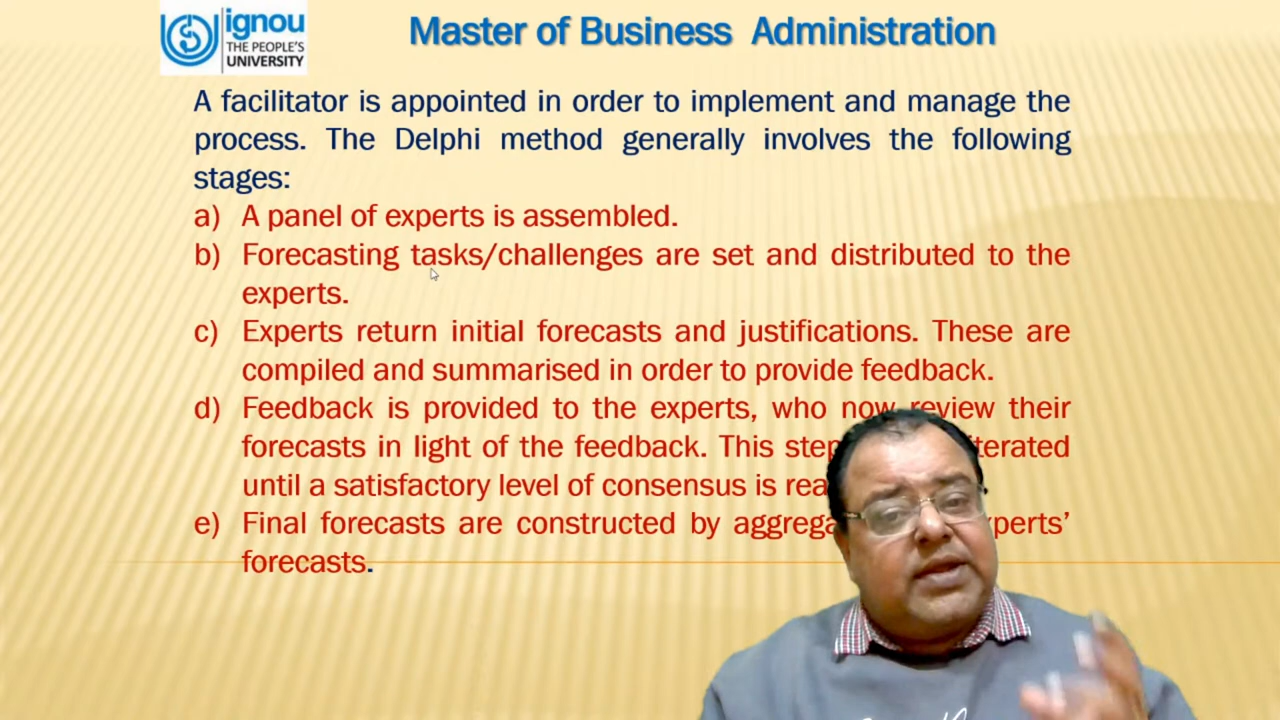 ignou
THE PEOPLE'S
UNIVERSITY
Master of Business Administration
A facilitator is appointed in order to implement and manage the
process. The Delphi method generally involves the following
stages:
a) A panel of experts is assembled.
b) Forecasting tasks/challenges are set and distributed to the
experts.
c) Experts return initial forecasts and justifications. These are
compiled and summarised in order to provide feedback.
d) Feedback is provided to the experts, who now review their
forecasts in light of the feedback. This step iterated
until a satisfactory level of consensus is
e) Final forecasts are constructed by experts’
forecasts.